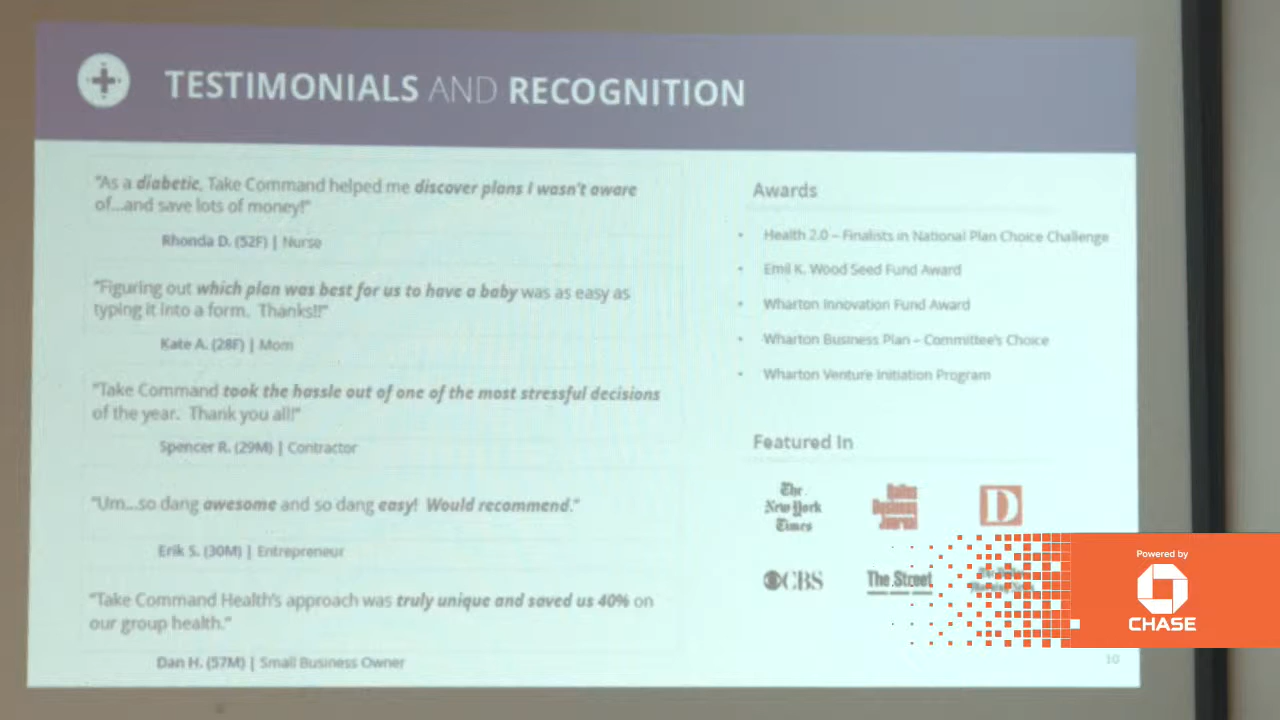 TESTIMONIALS AND RECOGNITION
"As a diabetic, Take Command helped me discover plans I wasn't aware
of...and save lots of money!"
Rhonda D. (52F) | Nurse
"Figuring out which plan was best for us to have a baby was as easy as
typing it into a form. Thanks!!"
Kate A. (28F) | Mom
"Take Command took the hassle out of one of the most stressful decisions
of the year. Thank you all!"
Spencer R. (29M) | Contractor
"Um...so dang awesome and so dang easy! Would recommend."
Erik S. (30M) | Entrepreneur
"Take Command Health's approach was truly unique and saved us 40% on
our group health."
Dan H. (57M) | Small Business Owner
Awards
• Health 2.0 – Finalists in National Plan Choice Challenge
• Emil K. Wood Seed Fund Award
• Wharton Innovation Fund Award
• Wharton Business Plan – Committee's Choice
• Wharton Venture Initiation Program
Featured In
The
New York
Times
Dallas
Business
Journal
D
CBS
The Street
Powered by
CHASE
10